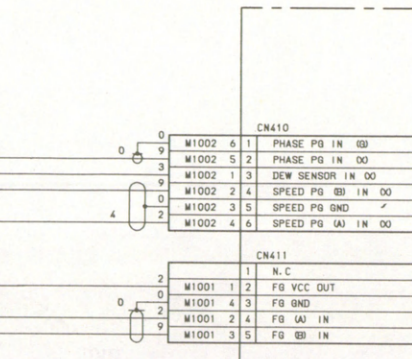 CN410
0
M1002 6 1 PHASE PG IN (G)
0 9
M1002 5 2 PHASE PG IN (X)
3
M1002 1 3 DEW SENSOR IN (X)
9
M1002 2 4 SPEED PG (B) IN (X)
0
M1002 3 5 SPEED PG GND
4 2
M1002 4 6 SPEED PG (A) IN (X)
CN411
1 N.C
2
M1001 1 2 FG VCC OUT
0 0
M1001 4 3 FG GND
2
M1001 2 4 FG (A) IN
9
M1001 3 5 FG (B) IN